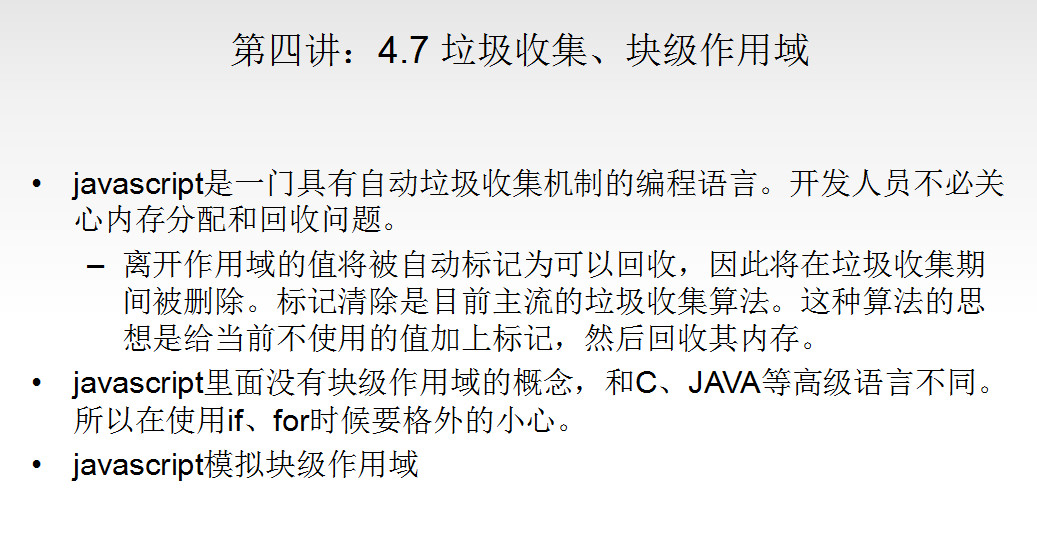 第四讲：4.7 垃圾收集、块级作用域
• javascript是一门具有自动垃圾收集机制的编程语言。开发人员不必关
心内存分配和回收问题。
– 离开作用域的值将被自动标记为可以回收，因此将在垃圾收集期
间被删除。标记清除是目前主流的垃圾收集算法。这种算法的思
想是给当前不使用的值加上标记，然后回收其内存。
• javascript里面没有块级作用域的概念，和C、JAVA等高级语言不同。
所以在使用if、for时候要格外的小心。
• javascript模拟块级作用域